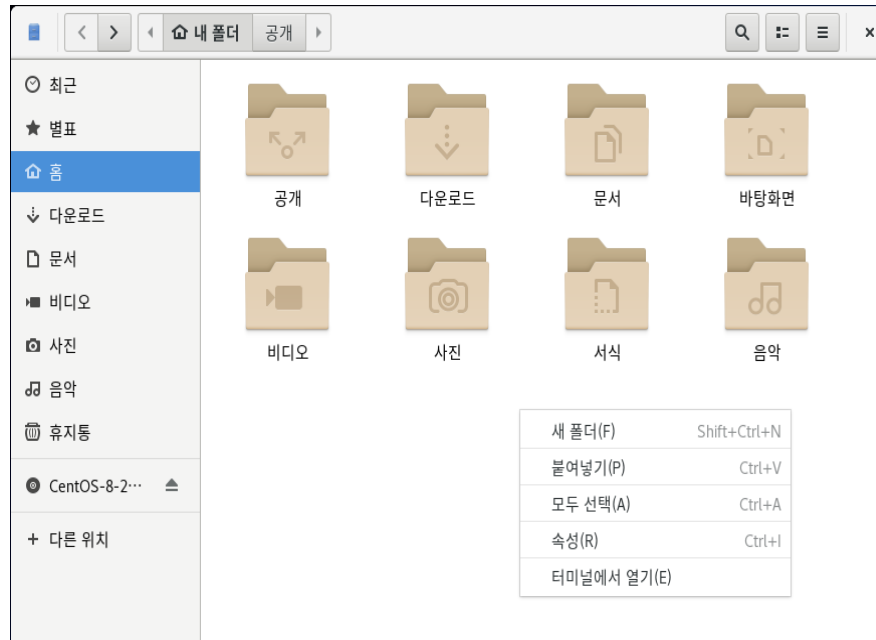 내 폴더
공개
최근
별표
홈
다운로드
문서
비디오
사진
음악
휴지통
CentOS-8-2…
+ 다른 위치
공개
다운로드
문서
바탕화면
비디오
사진
서식
음악
새 폴더(F) Shift+Ctrl+N
붙여넣기(P) Ctrl+V
모두 선택(A) Ctrl+A
속성(R) Ctrl+I
터미널에서 열기(E)